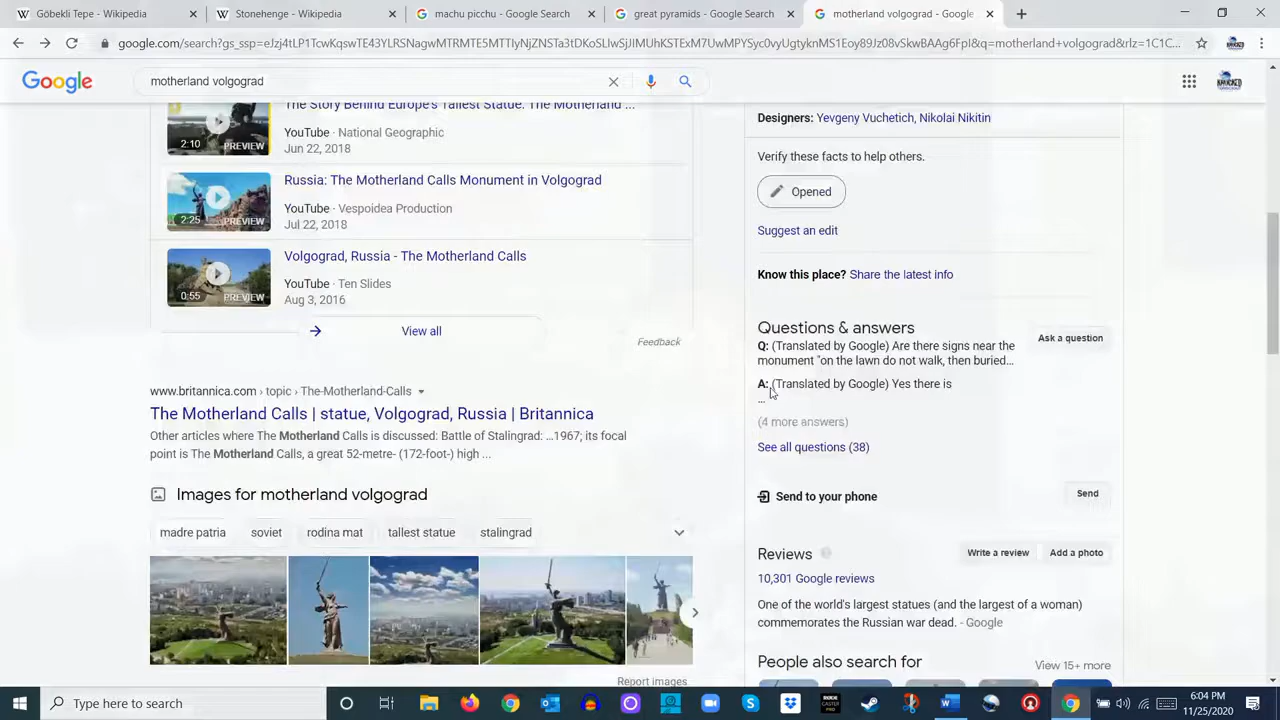 Göbekli Tepe - Wikipedia
Stonehenge - Wikipedia
machu picchu - Google Search
great pyramids - Google Search
motherland volgograd - Google
motherland volgograd
Google
The Story Behind Europe's Tallest Statue: The Motherland ...
2:10
PREVIEW
YouTube · National Geographic
Jun 22, 2018
2:25
PREVIEW
Russia: The Motherland Calls Monument in Volgograd
YouTube · Vespoidea Production
Jul 22, 2018
0:55
PREVIEW
Volgograd, Russia - The Motherland Calls
YouTube · Ten Slides
Aug 3, 2016
View all
Feedback
www.britannica.com › topic › The-Motherland-Calls
The Motherland Calls | statue, Volgograd, Russia | Britannica
Other articles where The Motherland Calls is discussed: Battle of Stalingrad: ...1967; its focal
point is The Motherland Calls, a great 52-metre- (172-foot-) high ...
Images for motherland volgograd
madre patria
soviet
rodina mat
tallest statue
stalingrad
Report images
Designers: Yevgeny Vuchetich, Nikolai Nikitin
Verify these facts to help others.
Opened
Suggest an edit
Know this place? Share the latest info
Questions & answers
Ask a question
Q: (Translated by Google) Are there signs near the
monument "on the lawn do not walk, then buried...
A: (Translated by Google) Yes there is
...
(4 more answers)
See all questions (38)
Send to your phone
Send
Reviews
Write a review
Add a photo
10,301 Google reviews
One of the world's largest statues (and the largest of a woman)
commemorates the Russian war dead. - Google
People also search for
View 15+ more
Type here to search
6:04 PM
11/25/2020